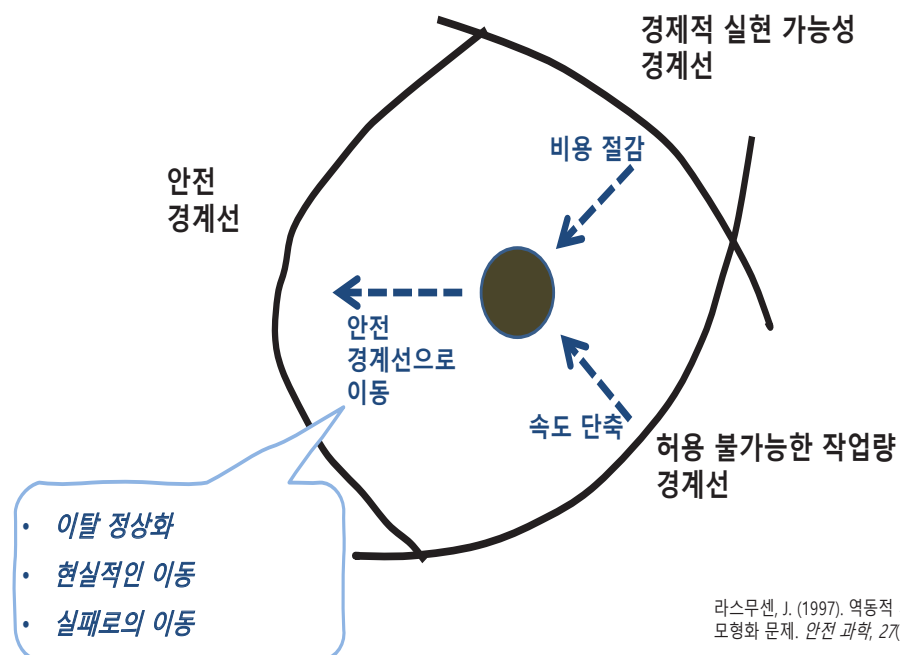 경제적 실현 가능성
경계선
비용 절감
안전
경계선
안전
경계선으로
이동
속도 단축
허용 불가능한 작업량
경계선
• 이탈 정상화
• 현실적인 이동
• 실패로의 이동
라스무센, J. (1997). 역동적
모형화 문제. 안전 과학, 27(